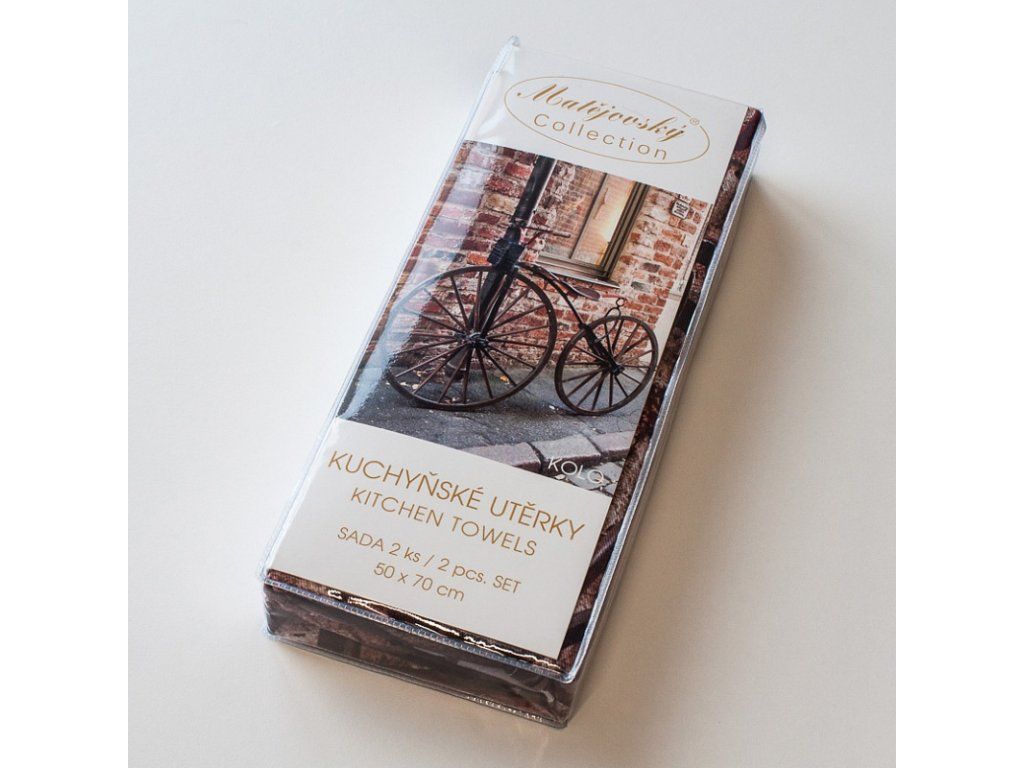 Matějovský®
Collection
KOLO
KUCHYŇSKÉ UTĚRKY
KITCHEN TOWELS
SADA 2 ks / 2 pcs. SET
50 x 70 cm